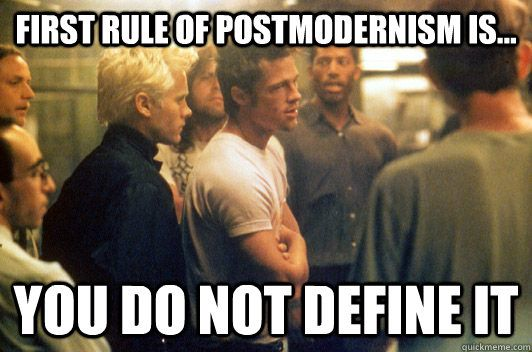 FIRST RULE OF POSTMODERNISM IS...
YOU DO NOT DEFINE IT
quickmeme.com